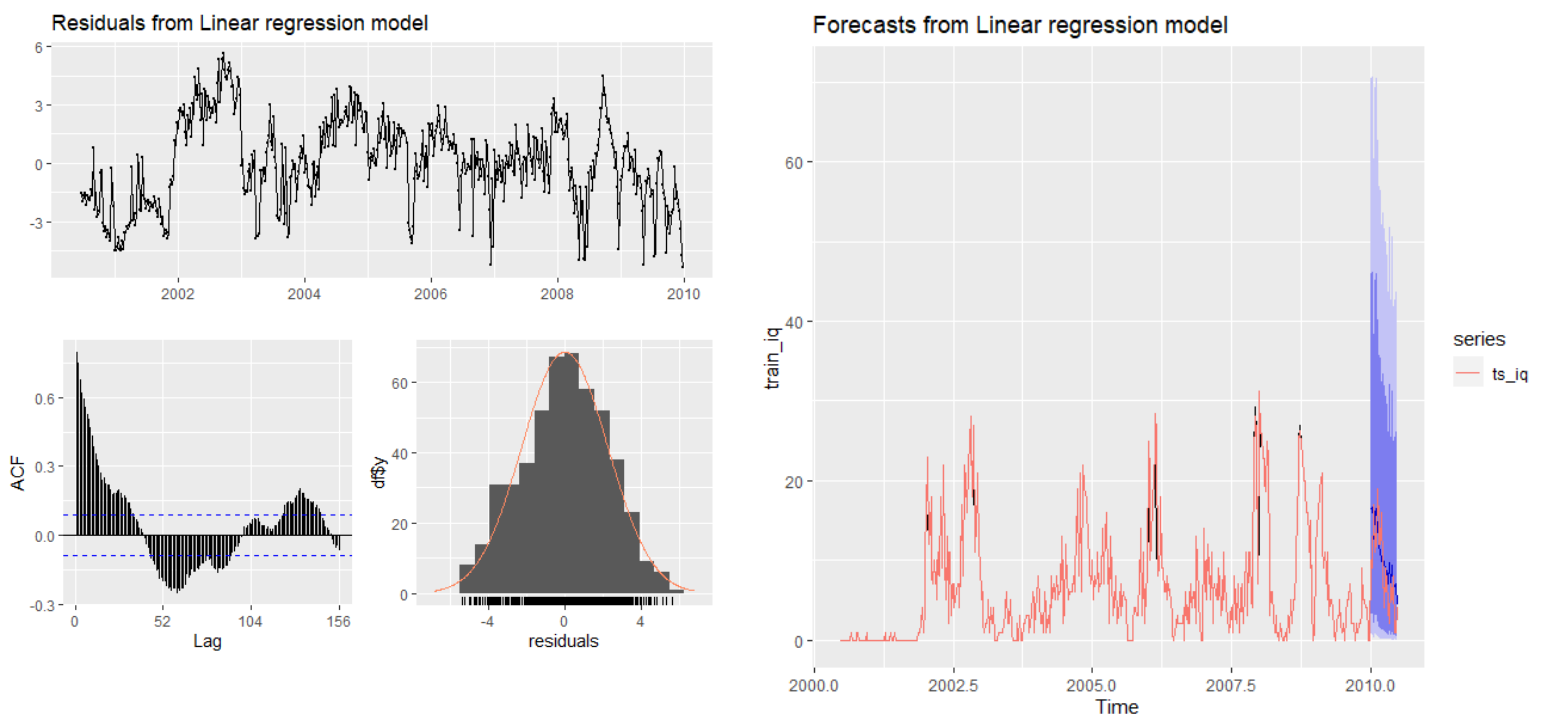 Residuals from Linear regression model
6
3
0
-3
2002 2004 2006 2008 2010
ACF
0.6
0.3
0.0
-0.3
0 52 104 156
Lag
df$y
60
40
20
0
-4 0 4
residuals
Forecasts from Linear regression model
train_iq
60
40
20
0
2000.0 2002.5 2005.0 2007.5 2010.0
Time
series
ts_iq